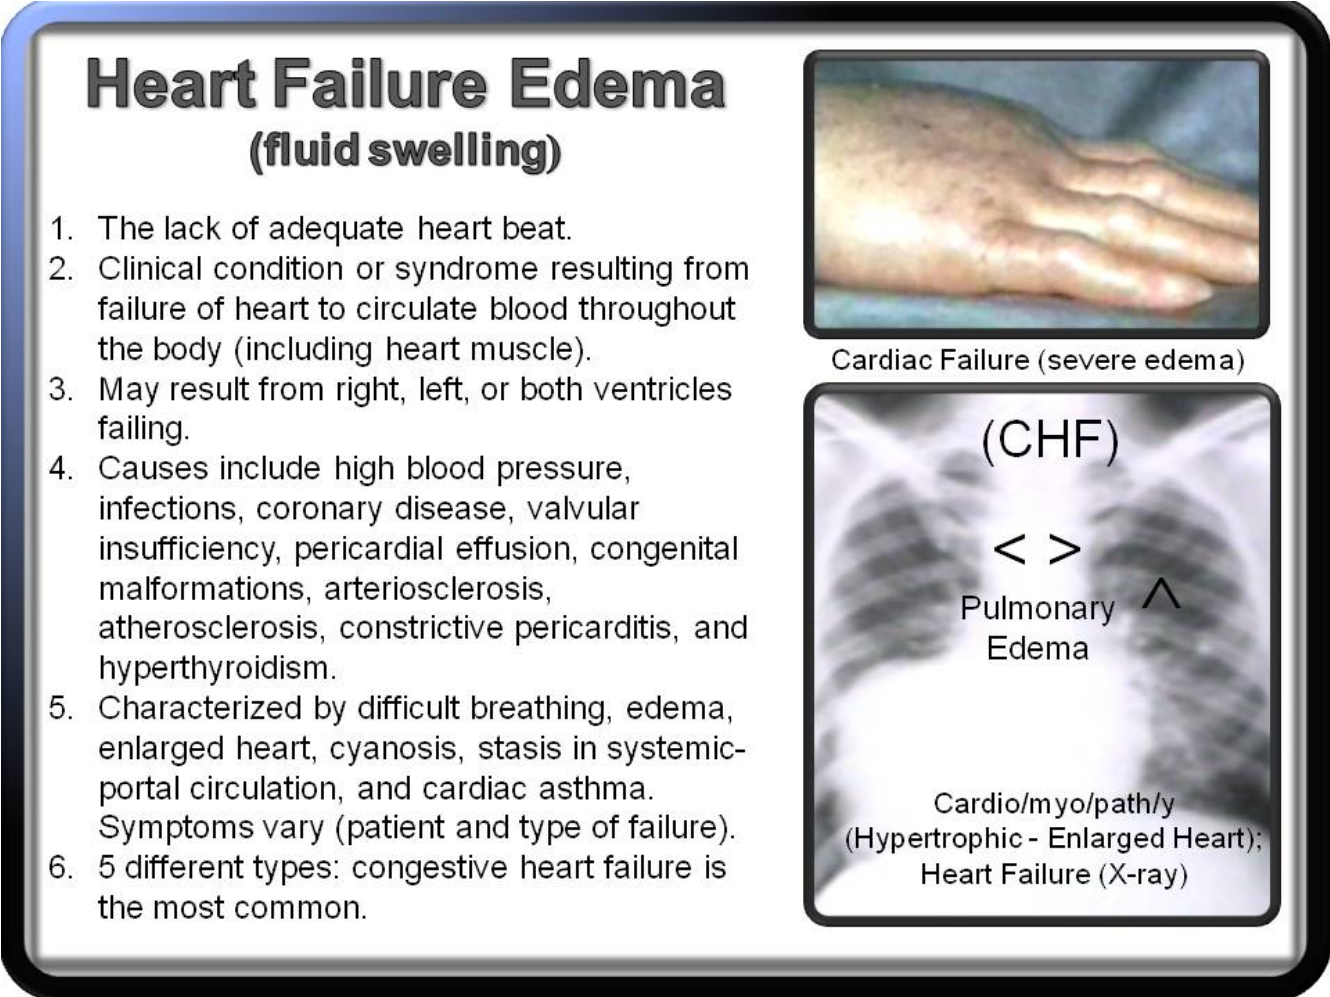 Heart Failure Edema
(fluid swelling)
1. The lack of adequate heart beat.
2. Clinical condition or syndrome resulting from
failure of heart to circulate blood throughout
the body (including heart muscle).
3. May result from right, left, or both ventricles
failing.
4. Causes include high blood pressure,
infections, coronary disease, valvular
insufficiency, pericardial effusion, congenital
malformations, arteriosclerosis,
atherosclerosis, constrictive pericarditis, and
hyperthyroidism.
5. Characterized by difficult breathing, edema,
enlarged heart, cyanosis, stasis in systemic-
portal circulation, and cardiac asthma.
Symptoms vary (patient and type of failure).
6. 5 different types: congestive heart failure is
the most common.
Cardiac Failure (severe edema)
(CHF)
< >
^
Pulmonary
Edema
Cardio/myo/path/y
(Hypertrophic - Enlarged Heart);
Heart Failure (X-ray)